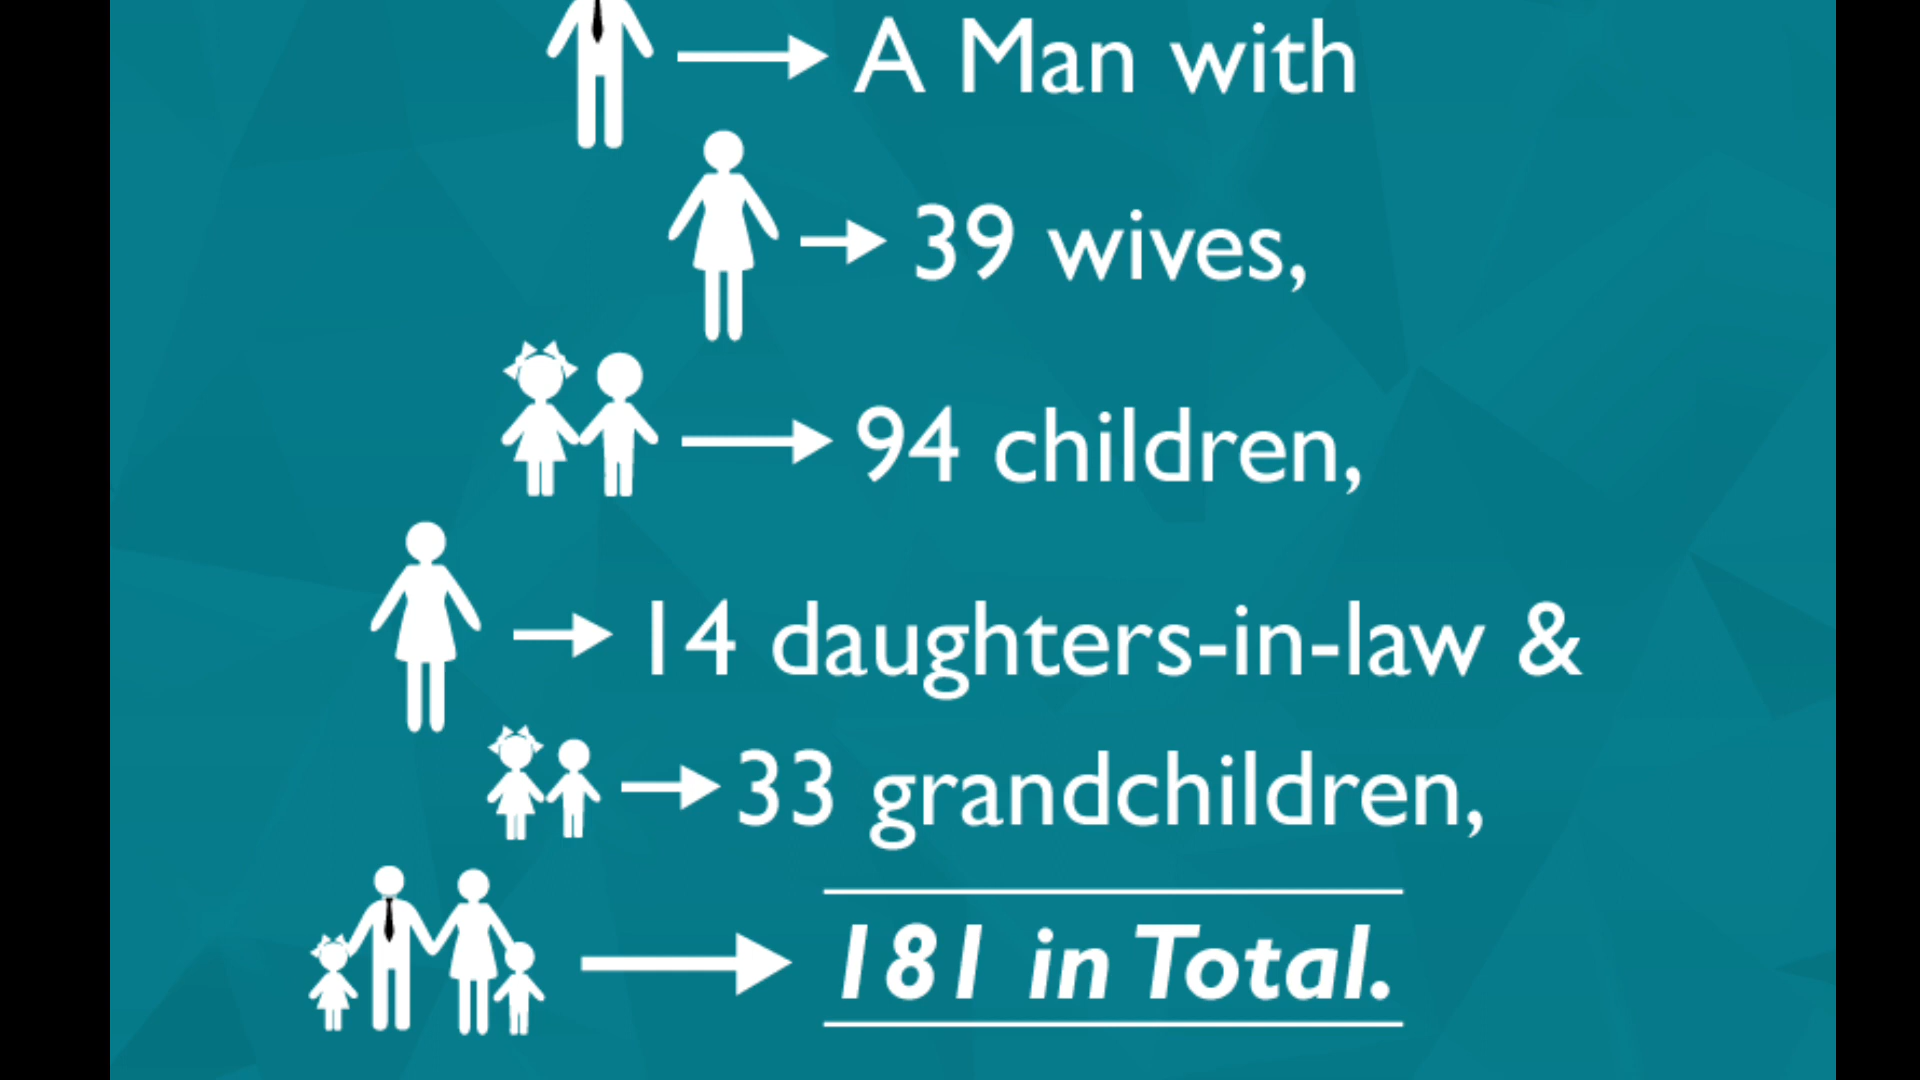 A Man with
39 wives,
94 children,
14 daughters-in-law &
33 grandchildren,
181 in Total.